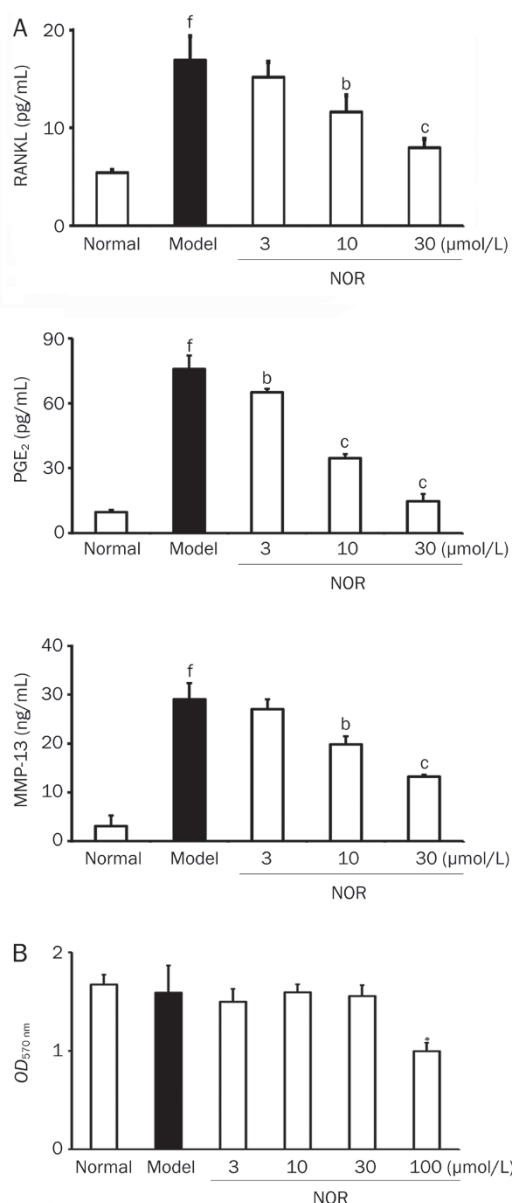 A
RANKL (pg/mL)
20
10
0
f
b
c
Normal Model 3 10 30 (μmol/L)
NOR
PGE₂ (pg/mL)
90
60
30
0
f
b
c
c
Normal Model 3 10 30 (μmol/L)
NOR
MMP-13 (ng/mL)
40
30
20
10
0
f
b
c
Normal Model 3 10 30 (μmol/L)
NOR
B
OD₅₇₀ ₙₘ
2
1
0
*
Normal Model 3 10 30 100 (μmol/L)
NOR